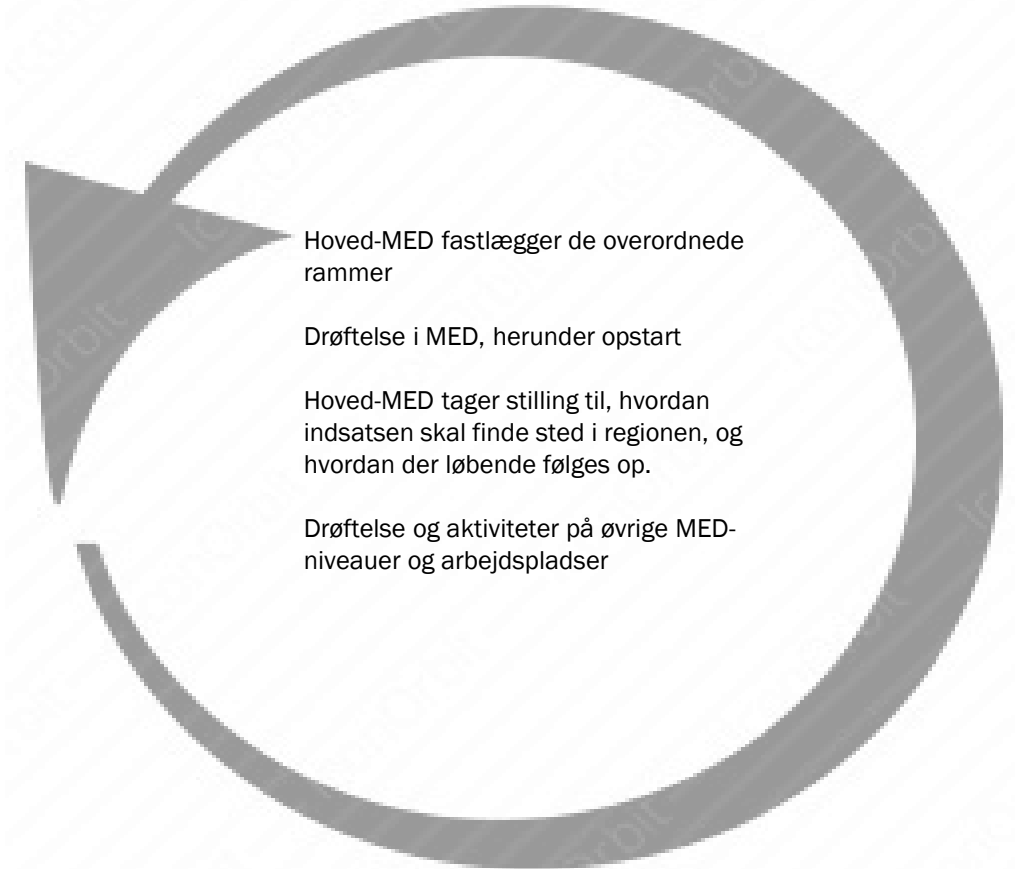 Hoved-MED fastlægger de overordnede
rammer
Drøftelse i MED, herunder opstart
Hoved-MED tager stilling til, hvordan
indsatsen skal finde sted i regionen, og
hvordan der løbende følges op.
Drøftelse og aktiviteter på øvrige MED-
niveauer og arbejdspladser